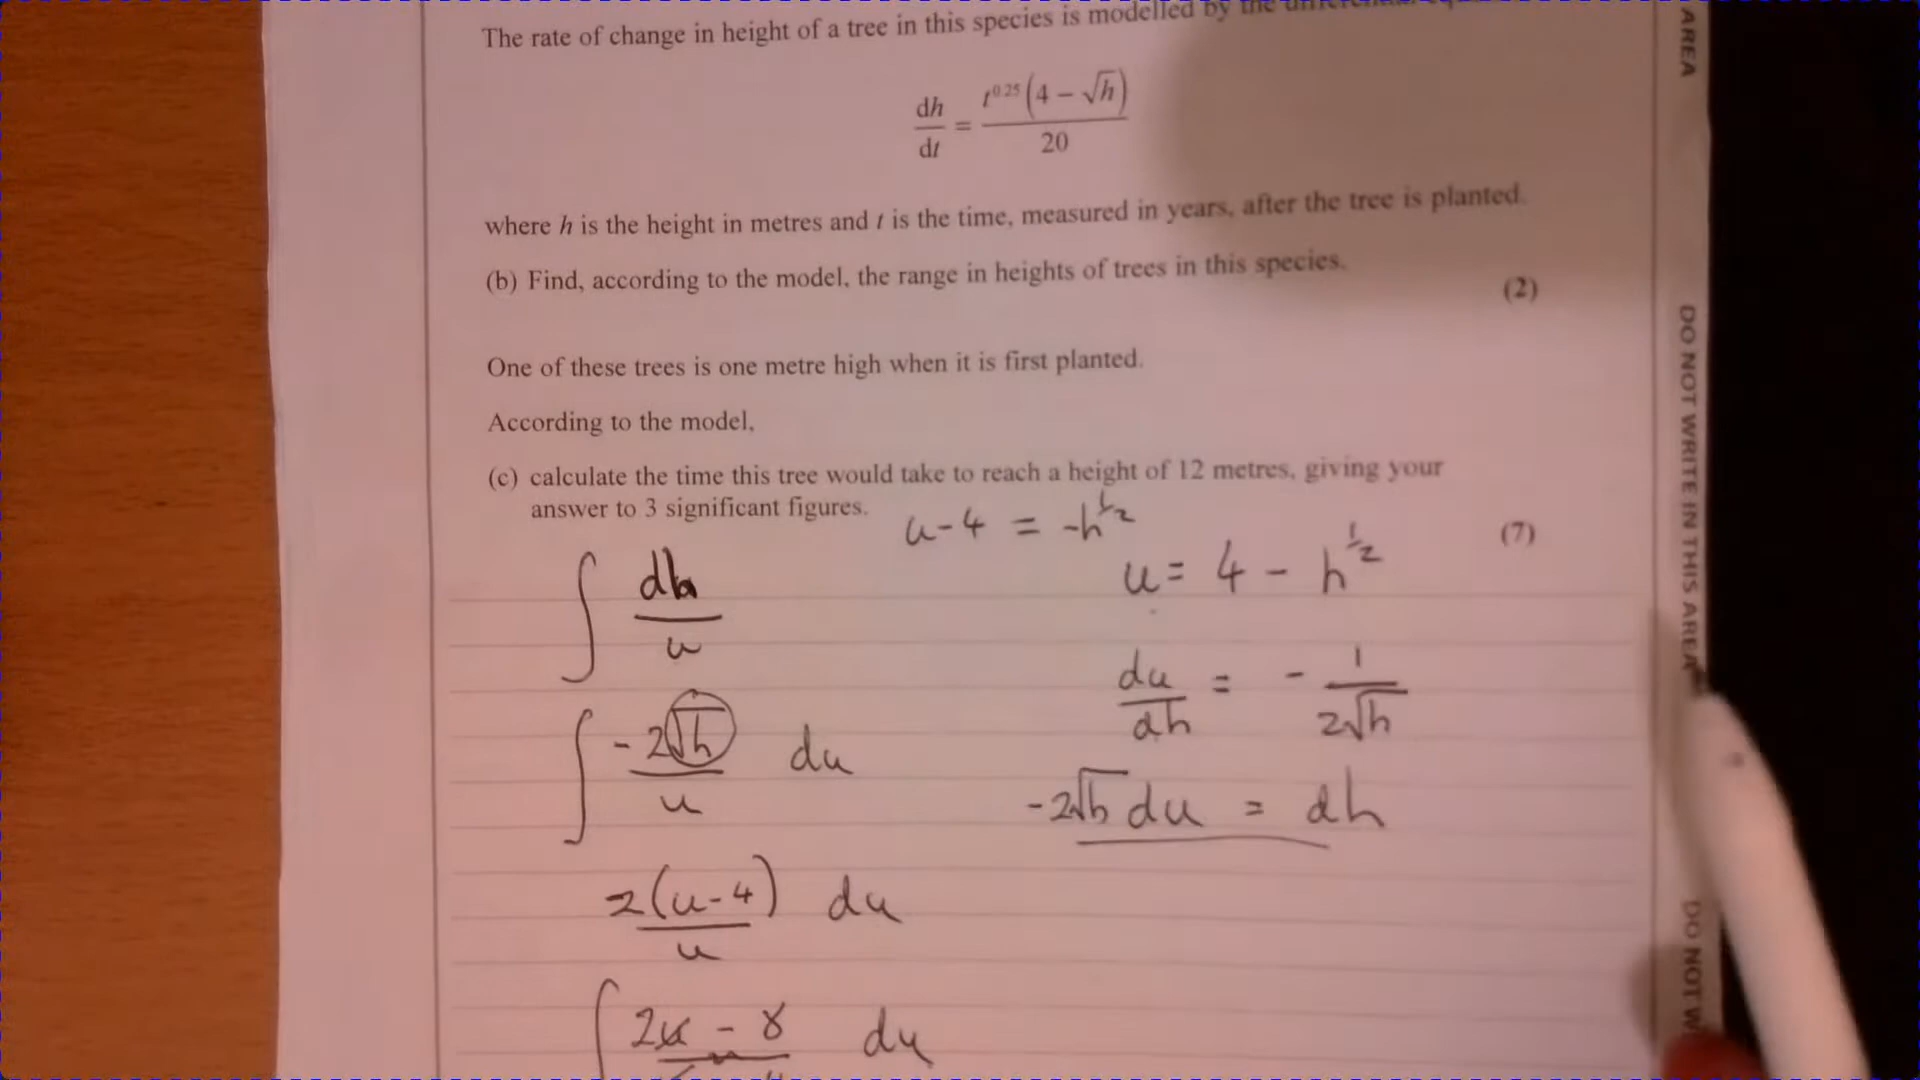 The rate of change in height of a tree in this species is modelled by the
dh/dt = t^0.25 (4 − √h) / 20
where h is the height in metres and t is the time, measured in years, after the tree is planted.
(b) Find, according to the model, the range in heights of trees in this species.
(2)
One of these trees is one metre high when it is first planted.
According to the model,
(c) calculate the time this tree would take to reach a height of 12 metres, giving your
answer to 3 significant figures.
(7)
u - 4 = -h^½
u = 4 - h^½
∫ dh/u
du/dh = - 1/(2√h)
∫ -2√h/u du
-2√h du = dh
2(u-4)/u du
∫ 2u - 8 du
AREA
DO NOT WRITE IN THIS AREA
DO NOT W